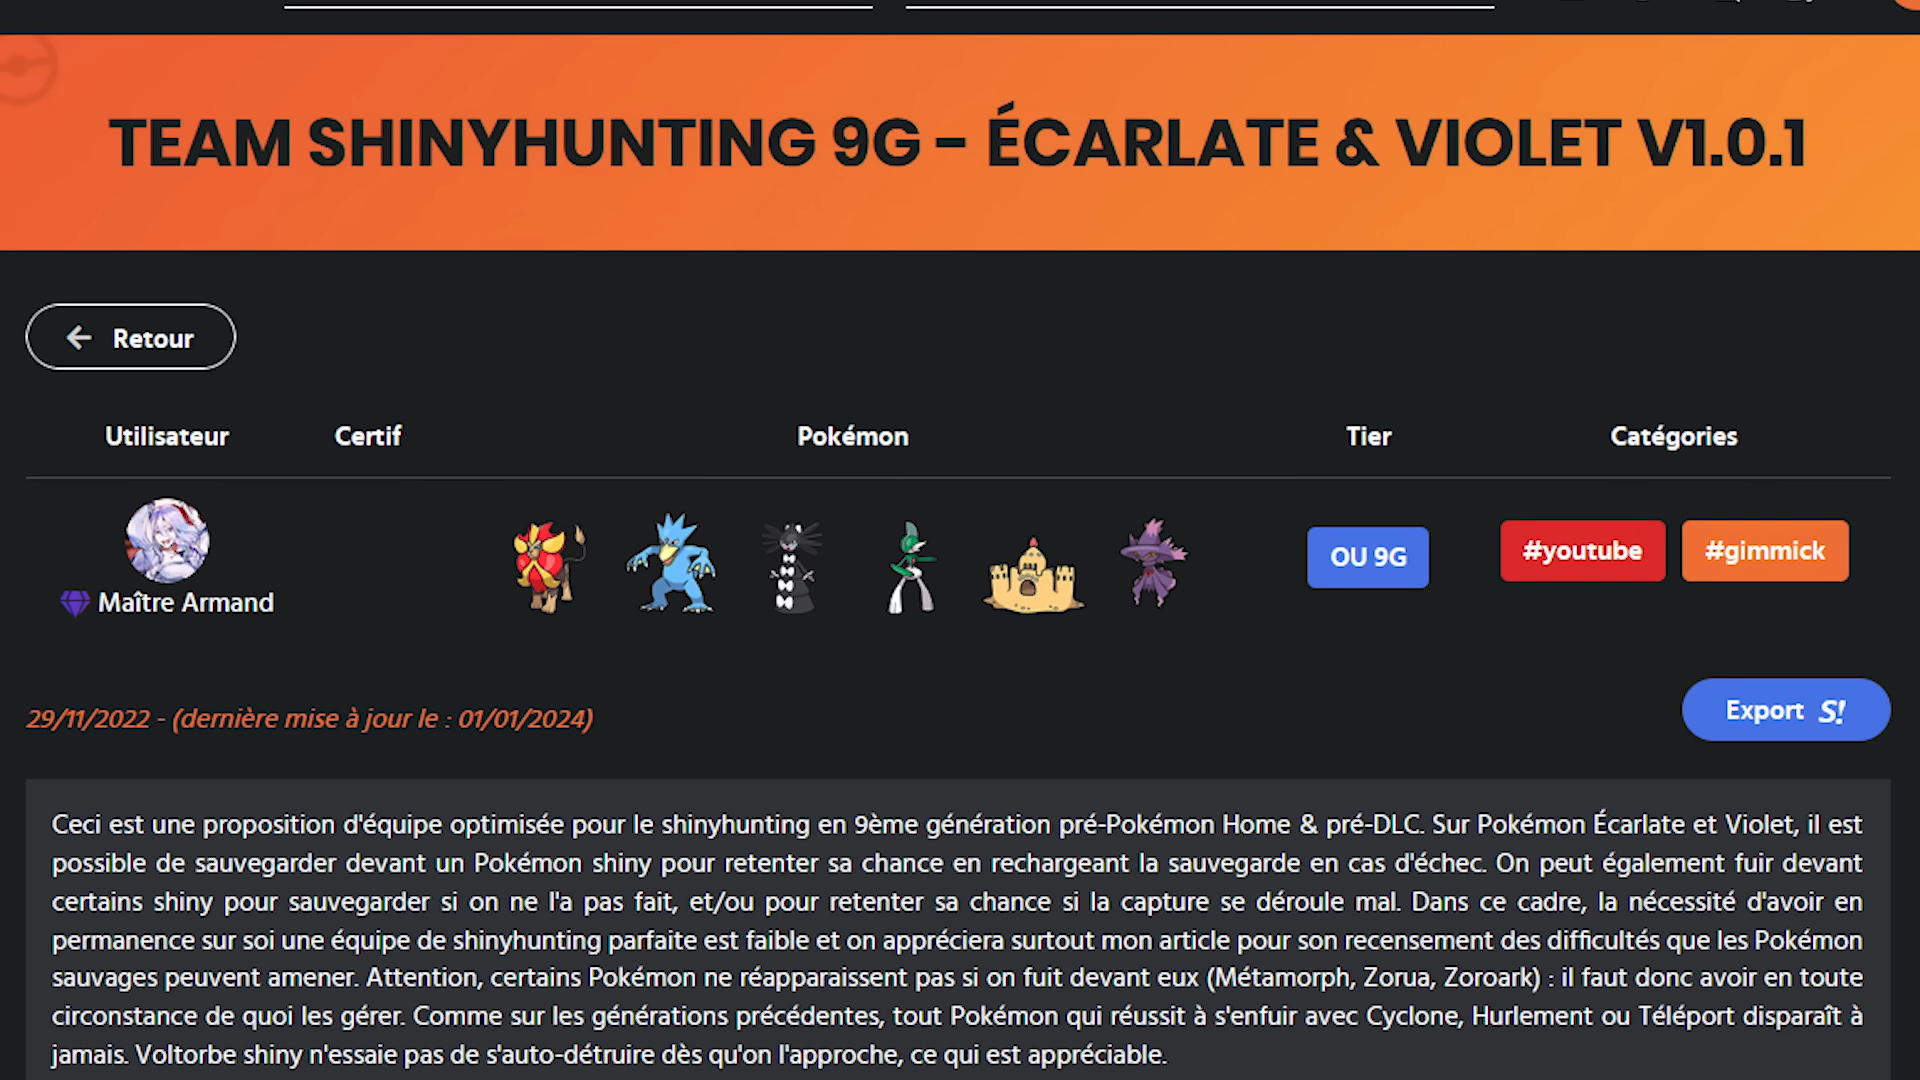 TEAM SHINYHUNTING 9G - ÉCARLATE & VIOLET V1.0.1
Retour
Utilisateur Certif Pokémon Tier Catégories
OU 9G #youtube #gimmick
Maître Armand
29/11/2022 - (dernière mise à jour le : 01/01/2024)
Export S!
Ceci est une proposition d'équipe optimisée pour le shinyhunting en 9ème génération pré-Pokémon Home & pré-DLC. Sur Pokémon Écarlate et Violet, il est
possible de sauvegarder devant un Pokémon shiny pour retenter sa chance en rechargeant la sauvegarde en cas d'échec. On peut également fuir devant
certains shiny pour sauvegarder si on ne l'a pas fait, et/ou pour retenter sa chance si la capture se déroule mal. Dans ce cadre, la nécessité d'avoir en
permanence sur soi une équipe de shinyhunting parfaite est faible et on appréciera surtout mon article pour son recensement des difficultés que les Pokémon
sauvages peuvent amener. Attention, certains Pokémon ne réapparaissent pas si on fuit devant eux (Métamorph, Zorua, Zoroark) : il faut donc avoir en toute
circonstance de quoi les gérer. Comme sur les générations précédentes, tout Pokémon qui réussit à s'enfuir avec Cyclone, Hurlement ou Téléport disparaît à
jamais. Voltorbe shiny n'essaie pas de s'auto-détruire dès qu'on l'approche, ce qui est appréciable.